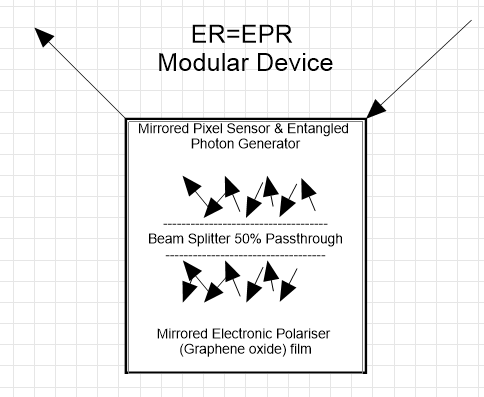 ER=EPR
Modular Device
Mirrored Pixel Sensor & Entangled
Photon Generator
Beam Splitter 50% Passthrough
Mirrored Electronic Polariser
(Graphene oxide) film